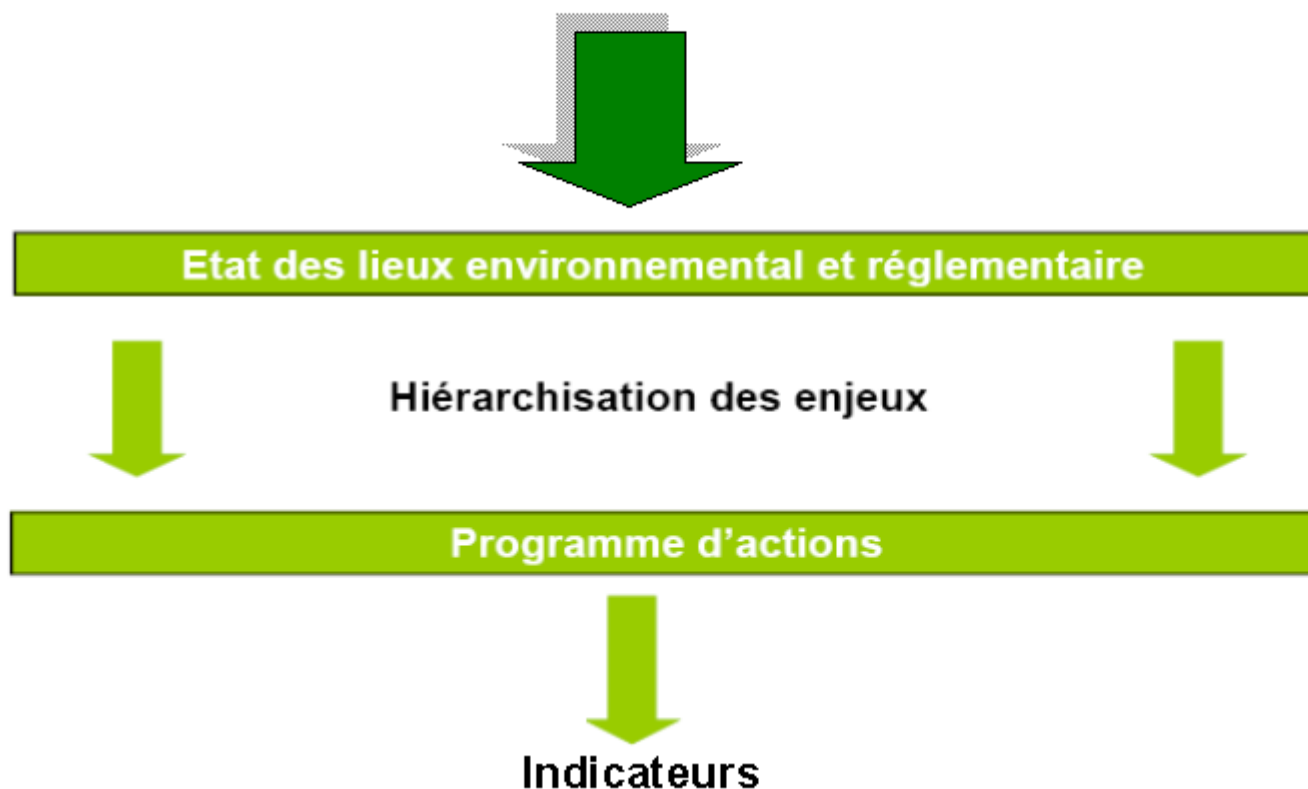 Etat des lieux environnemental et réglementaire
Hiérarchisation des enjeux
Programme d'actions
Indicateurs